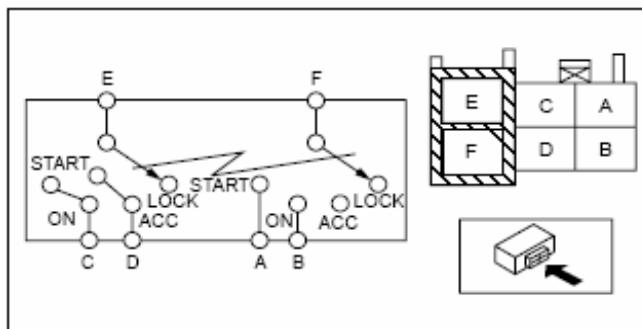 E F
E C A
F D B
START START
LOCK LOCK
ON ACC ON ACC
C D A B